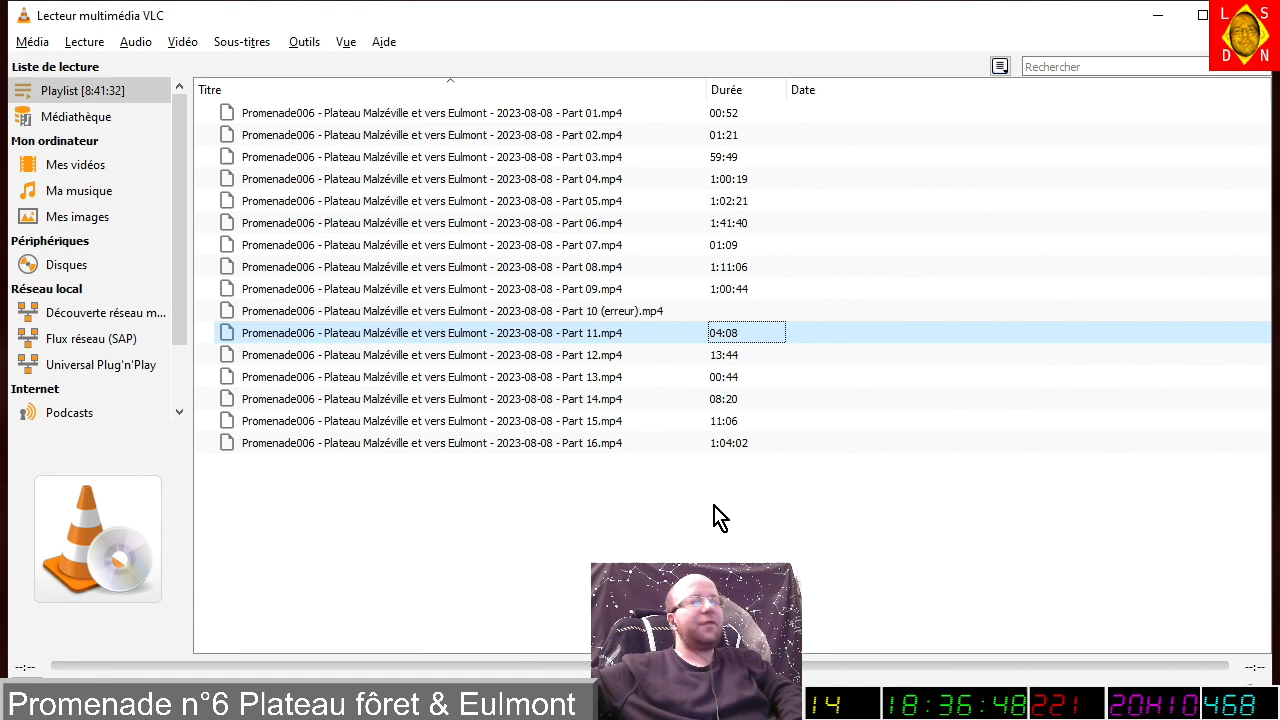 Lecteur multimédia VLC
Média Lecture Audio Vidéo Sous-titres Outils Vue Aide
L S
D N
Liste de lecture
Rechercher
Playlist [8:41:32]
Médiathèque
Mon ordinateur
Mes vidéos
Ma musique
Mes images
Périphériques
Disques
Réseau local
Découverte réseau m...
Flux réseau (SAP)
Universal Plug'n'Play
Internet
Podcasts
Titre Durée Date
Promenade006 - Plateau Malzéville et vers Eulmont - 2023-08-08 - Part 01.mp4 00:52
Promenade006 - Plateau Malzéville et vers Eulmont - 2023-08-08 - Part 02.mp4 01:21
Promenade006 - Plateau Malzéville et vers Eulmont - 2023-08-08 - Part 03.mp4 59:49
Promenade006 - Plateau Malzéville et vers Eulmont - 2023-08-08 - Part 04.mp4 1:00:19
Promenade006 - Plateau Malzéville et vers Eulmont - 2023-08-08 - Part 05.mp4 1:02:21
Promenade006 - Plateau Malzéville et vers Eulmont - 2023-08-08 - Part 06.mp4 1:41:40
Promenade006 - Plateau Malzéville et vers Eulmont - 2023-08-08 - Part 07.mp4 01:09
Promenade006 - Plateau Malzéville et vers Eulmont - 2023-08-08 - Part 08.mp4 1:11:06
Promenade006 - Plateau Malzéville et vers Eulmont - 2023-08-08 - Part 09.mp4 1:00:44
Promenade006 - Plateau Malzéville et vers Eulmont - 2023-08-08 - Part 10 (erreur).mp4
Promenade006 - Plateau Malzéville et vers Eulmont - 2023-08-08 - Part 11.mp4 04:08
Promenade006 - Plateau Malzéville et vers Eulmont - 2023-08-08 - Part 12.mp4 13:44
Promenade006 - Plateau Malzéville et vers Eulmont - 2023-08-08 - Part 13.mp4 00:44
Promenade006 - Plateau Malzéville et vers Eulmont - 2023-08-08 - Part 14.mp4 08:20
Promenade006 - Plateau Malzéville et vers Eulmont - 2023-08-08 - Part 15.mp4 11:06
Promenade006 - Plateau Malzéville et vers Eulmont - 2023-08-08 - Part 16.mp4 1:04:02
--:-- --:--
Promenade n°6 Plateau fôret & Eulmont
14 18:36:48 221 20H10 468